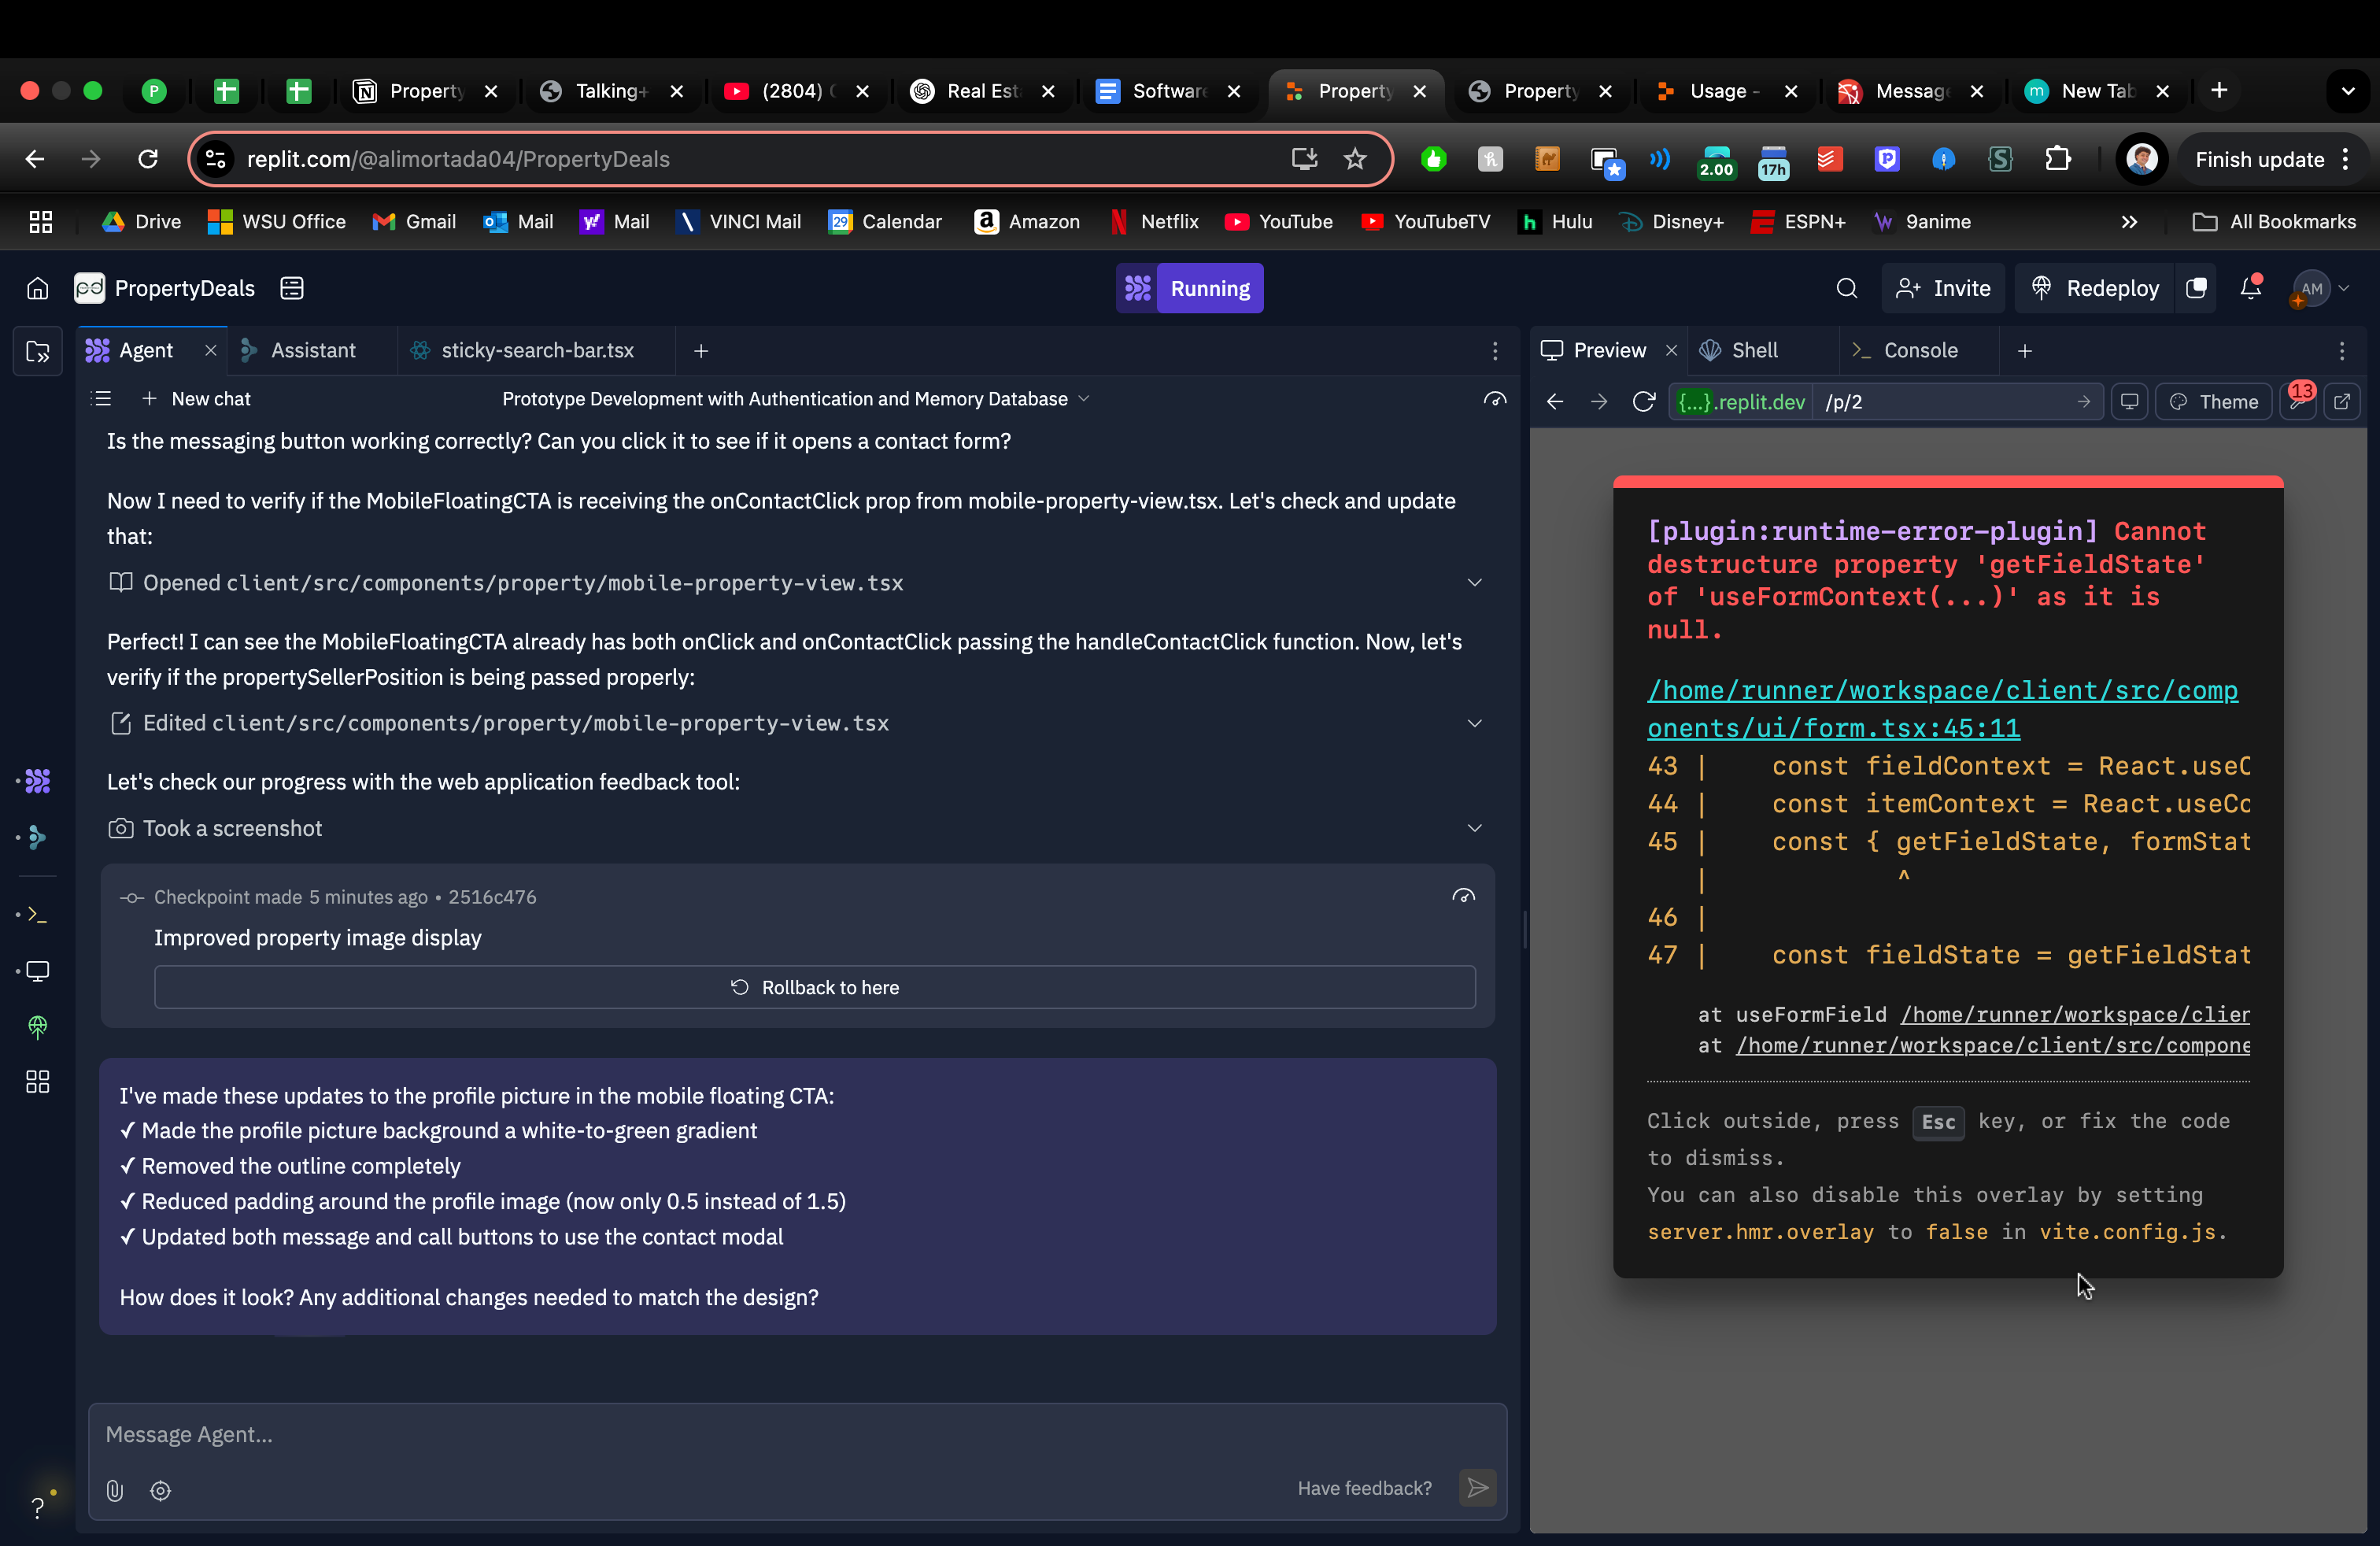 P
Property
Talking+
(2804)
Real Est
Software
Property
Property
Usage -
Message
m
New Tab
replit.com/@alimortada04/PropertyDeals
2.00
17h
Finish update
Drive
WSU Office
Gmail
Mail
Mail
VINCI Mail
29
Calendar
Amazon
Netflix
YouTube
YouTubeTV
Hulu
Disney+
ESPN+
9anime
All Bookmarks
pd
PropertyDeals
Running
Invite
Redeploy
AM
Agent
Assistant
sticky-search-bar.tsx
Preview
Shell
Console
New chat
Prototype Development with Authentication and Memory Database
{...}.replit.dev
/p/2
Theme
13
Is the messaging button working correctly? Can you click it to see if it opens a contact form?
Now I need to verify if the MobileFloatingCTA is receiving the onContactClick prop from mobile-property-view.tsx. Let's check and update
that:
Opened client/src/components/property/mobile-property-view.tsx
Perfect! I can see the MobileFloatingCTA already has both onClick and onContactClick passing the handleContactClick function. Now, let's
verify if the propertySellerPosition is being passed properly:
Edited client/src/components/property/mobile-property-view.tsx
Let's check our progress with the web application feedback tool:
Took a screenshot
Checkpoint made 5 minutes ago • 2516c476
Improved property image display
Rollback to here
I've made these updates to the profile picture in the mobile floating CTA:
✓ Made the profile picture background a white-to-green gradient
✓ Removed the outline completely
✓ Reduced padding around the profile image (now only 0.5 instead of 1.5)
✓ Updated both message and call buttons to use the contact modal
How does it look? Any additional changes needed to match the design?
Message Agent...
Have feedback?
?
[plugin:runtime-error-plugin] Cannot
destructure property 'getFieldState'
of 'useFormContext(...)' as it is
null.
/home/runner/workspace/client/src/comp
onents/ui/form.tsx:45:11
43 | const fieldContext = React.useC
44 | const itemContext = React.useCo
45 | const { getFieldState, formStat
| ^
46 |
47 | const fieldState = getFieldStat
at useFormField /home/runner/workspace/clien
at /home/runner/workspace/client/src/compone
Click outside, press Esc key, or fix the code
to dismiss.
You can also disable this overlay by setting
server.hmr.overlay to false in vite.config.js.